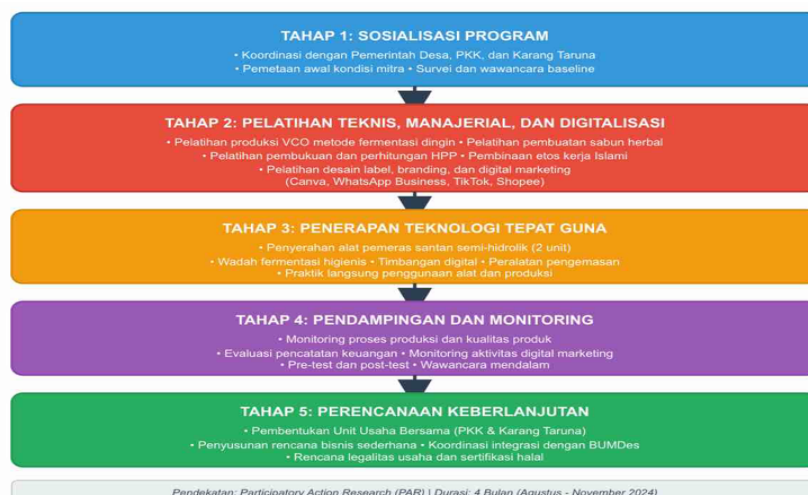 TAHAP 1: SOSIALISASI PROGRAM
• Koordinasi dengan Pemerintah Desa, PKK, dan Karang Taruna
• Pemetaan awal kondisi mitra • Survei dan wawancara baseline
TAHAP 2: PELATIHAN TEKNIS, MANAJERIAL, DAN DIGITALISASI
• Pelatihan produksi VCO metode fermentasi dingin • Pelatihan pembuatan sabun herbal
• Pelatihan pembukuan dan perhitungan HPP • Pembinaan etos kerja Islami
• Pelatihan desain label, branding, dan digital marketing
(Canva, WhatsApp Business, TikTok, Shopee)
TAHAP 3: PENERAPAN TEKNOLOGI TEPAT GUNA
• Penyerahan alat pemeras santan semi-hidrolik (2 unit)
• Wadah fermentasi higienis • Timbangan digital • Peralatan pengemasan
• Praktik langsung penggunaan alat dan produksi
TAHAP 4: PENDAMPINGAN DAN MONITORING
• Monitoring proses produksi dan kualitas produk
• Evaluasi pencatatan keuangan • Monitoring aktivitas digital marketing
• Pre-test dan post-test • Wawancara mendalam
TAHAP 5: PERENCANAAN KEBERLANJUTAN
• Pembentukan Unit Usaha Bersama (PKK & Karang Taruna)
• Penyusunan rencana bisnis sederhana • Koordinasi integrasi dengan BUMDes
• Rencana legalitas usaha dan sertifikasi halal
Pendekatan: Participatory Action Research (PAR) | Durasi: 4 Bulan (Agustus - November 2024)